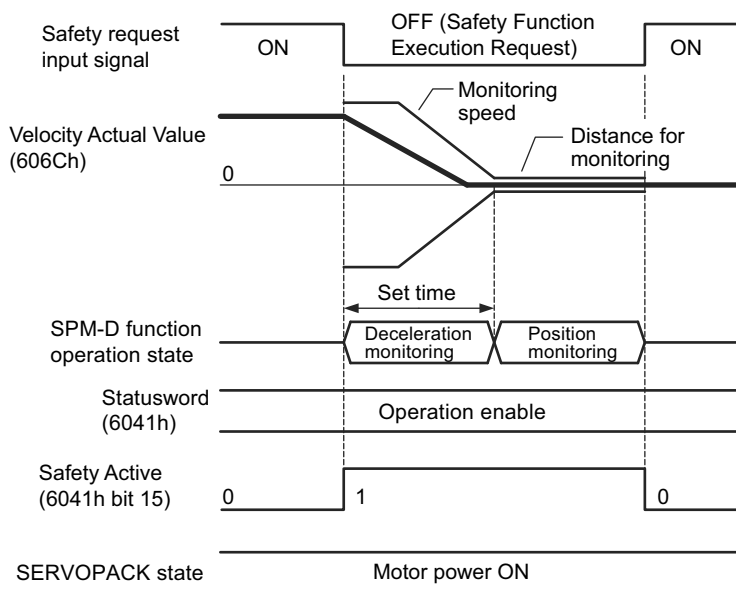 Safety request
input signal
ON
OFF (Safety Function
Execution Request)
ON
Monitoring
speed
Velocity Actual Value
(606Ch)
Distance for
monitoring
0
Set time
SPM-D function
operation state
Deceleration
monitoring
Position
monitoring
Statusword
(6041h)
Operation enable
Safety Active
(6041h bit 15)
0
1
0
SERVOPACK state
Motor power ON